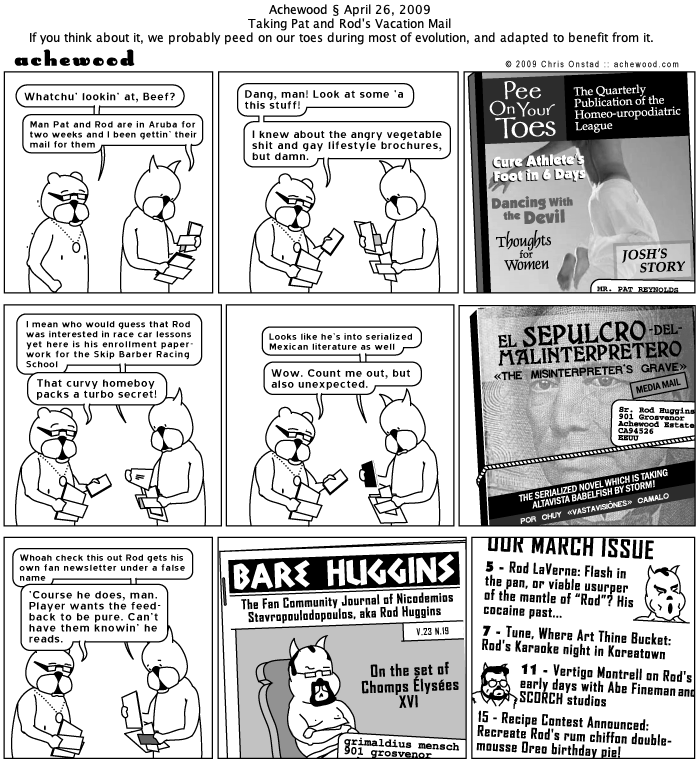 Achewood § April 26, 2009
Taking Pat and Rod's Vacation Mail
If you think about it, we probably peed on our toes during most of evolution, and adapted to benefit from it.
achewood
© 2009 Chris Onstad :: achewood.com
Whatchu' lookin' at, Beef?
Man Pat and Rod are in Aruba for
two weeks and I been gettin' their
mail for them
Dang, man! Look at some 'a
this stuff!
I knew about the angry vegetable
shit and gay lifestyle brochures,
but damn.
Pee
On Your
Toes
The Quarterly
Publication of the
Homeo-uropodiatric
League
Cure Athlete's
Foot in 6 Days
Dancing With
the Devil
Thoughts
for
Women
JOSH'S
STORY
MR. PAT REYNOLDS
I mean who would guess that Rod
was interested in race car lessons
yet here is his enrollment paper-
work for the Skip Barber Racing
School
That curvy homeboy
packs a turbo secret!
Looks like he's into serialized
Mexican literature as well
Wow. Count me out, but
also unexpected.
EL SEPULCRO -DEL-
MALINTERPRETERO
«THE MISINTERPRETER'S GRAVE»
MEDIA MAIL
Sr. Rod Huggins
901 Grosvenor
Achewood Estate
CA94526
EEUU
THE SERIALIZED NOVEL WHICH IS TAKING
ALTAVISTA BABELFISH BY STORM!
POR CHUY «VASTAVISIÓNES» CAMALO
Whoah check this out Rod gets his
own fan newsletter under a false
name
'Course he does, man.
Player wants the feed-
back to be pure. Can't
have them knowin' he
reads.
BARE HUGGINS
The Fan Community Journal of Nicodemios
Stavropoulodopoulos, aka Rod Huggins
V.23 N.19
On the set of
Chomps Élysées
XVI
grimaldius mensch
901 grosvenor
OUR MARCH ISSUE
5 - Rod LaVerne: Flash in
the pan, or viable usurper
of the mantle of "Rod"? His
cocaine past...
7 - Tune, Where Art Thine Bucket:
Rod's Karaoke night in Koreatown
11 - Vertigo Montrell on Rod's
early days with Abe Fineman and
SCORCH studios
15 - Recipe Contest Announced:
Recreate Rod's rum chiffon double-
mousse Oreo birthday pie!